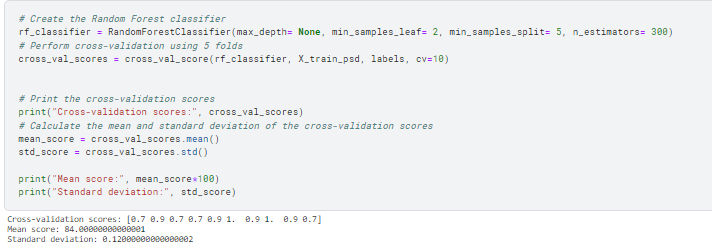 # Create the Random Forest classifier
rf_classifier = RandomForestClassifier(max_depth= None, min_samples_leaf= 2, min_samples_split= 5, n_estimators= 300)
# Perform cross-validation using 5 folds
cross_val_scores = cross_val_score(rf_classifier, X_train_psd, labels, cv=10)
# Print the cross-validation scores
print("Cross-validation scores:", cross_val_scores)
# Calculate the mean and standard deviation of the cross-validation scores
mean_score = cross_val_scores.mean()
std_score = cross_val_scores.std()
print("Mean score:", mean_score*100)
print("Standard deviation:", std_score)
Cross-validation scores: [0.7 0.9 0.7 0.7 0.9 1.  0.9 1.  0.9 0.7]
Mean score: 84.00000000000001
Standard deviation: 0.12000000000000002